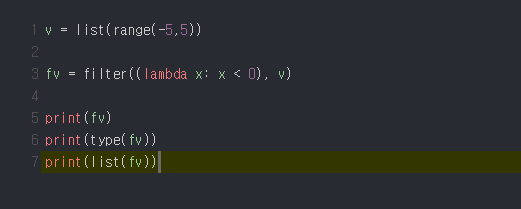 1 v = list(range(-5,5))
2
3 fv = filter((lambda x: x < 0), v)
4
5 print(fv)
6 print(type(fv))
7 print(list(fv))